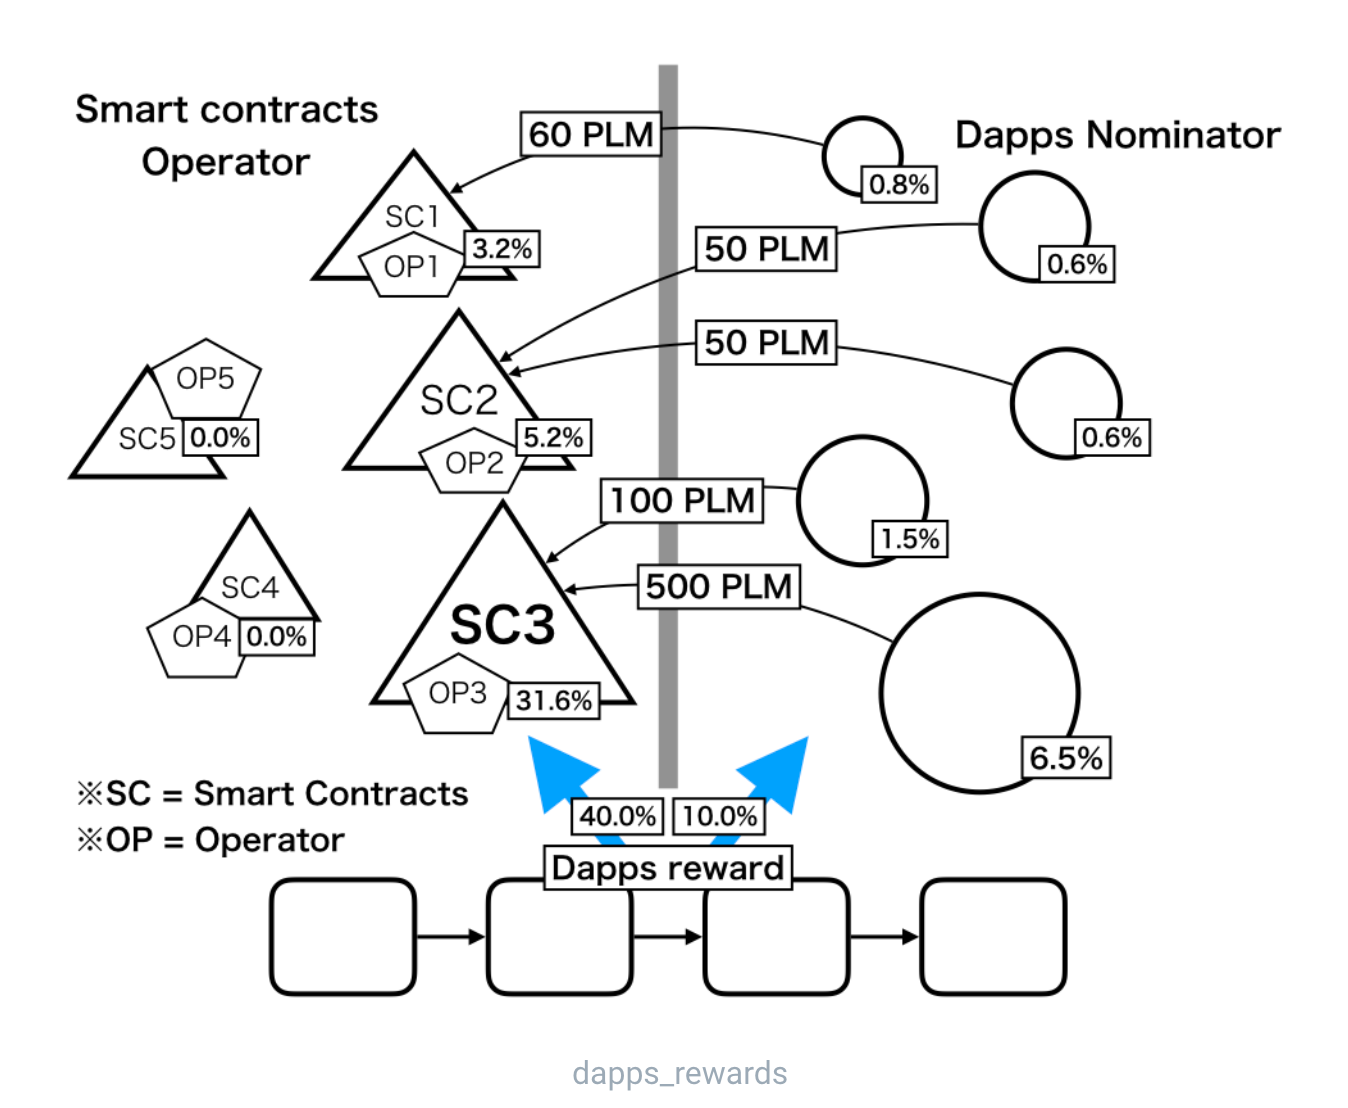 Smart contracts
Operator
60 PLM
Dapps Nominator
0.8%
SC1
OP1
3.2%
50 PLM
0.6%
50 PLM
0.6%
OP5
SC5
0.0%
SC2
OP2
5.2%
100 PLM
1.5%
500 PLM
SC4
OP4
0.0%
SC3
OP3
31.6%
6.5%
※SC = Smart Contracts
※OP = Operator
40.0%
10.0%
Dapps reward
dapps_rewards